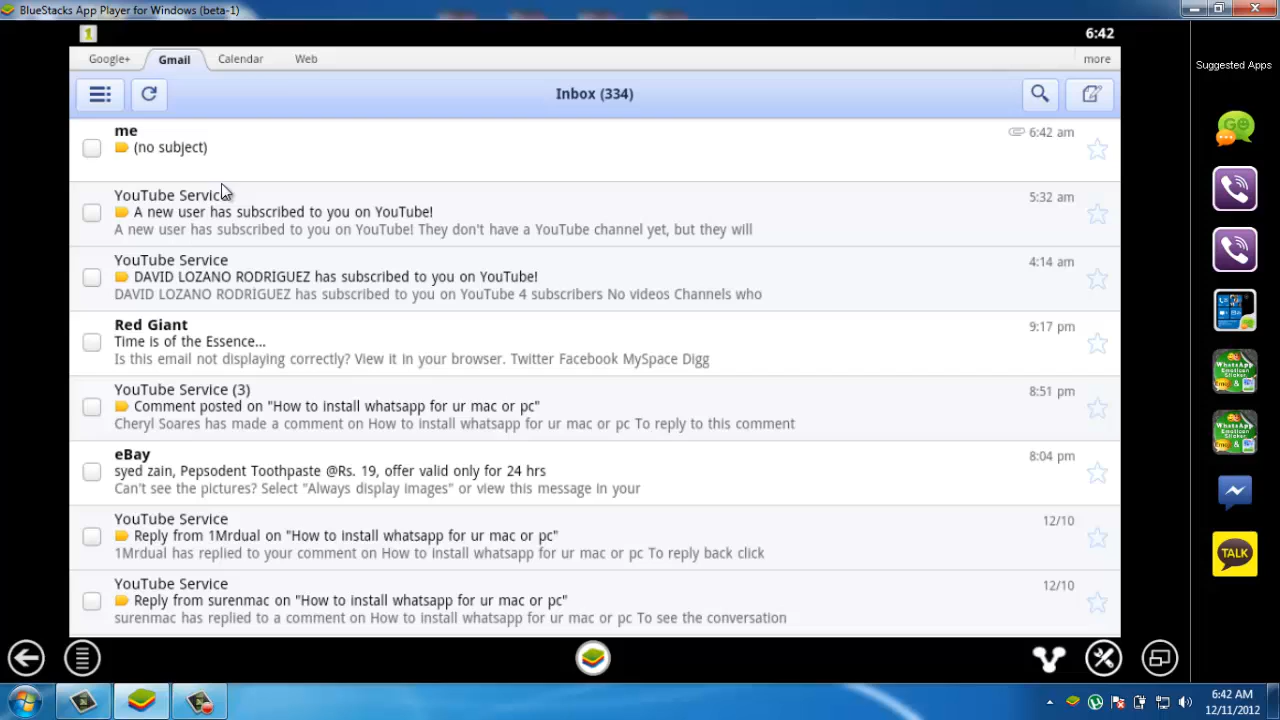 BlueStacks App Player for Windows (beta-1)
1
6:42
Suggested Apps
Google+ Gmail Calendar Web more
Inbox (334)
me
6:42 am
(no subject)
YouTube Service
5:32 am
A new user has subscribed to you on YouTube!
A new user has subscribed to you on YouTube! They don't have a YouTube channel yet, but they will
YouTube Service
4:14 am
DAVID LOZANO RODRIGUEZ has subscribed to you on YouTube!
DAVID LOZANO RODRIGUEZ has subscribed to you on YouTube 4 subscribers No videos Channels who
Red Giant
9:17 pm
Time is of the Essence...
Is this email not displaying correctly? View it in your browser. Twitter Facebook MySpace Digg
YouTube Service (3)
8:51 pm
Comment posted on "How to install whatsapp for ur mac or pc"
Cheryl Soares has made a comment on How to install whatsapp for ur mac or pc To reply to this comment
eBay
8:04 pm
syed zain, Pepsodent Toothpaste @Rs. 19, offer valid only for 24 hrs
Can't see the pictures? Select "Always display images" or view this message in your
YouTube Service
12/10
Reply from 1Mrdual on "How to install whatsapp for ur mac or pc"
1Mrdual has replied to your comment on How to install whatsapp for ur mac or pc To reply back click
YouTube Service
12/10
Reply from surenmac on "How to install whatsapp for ur mac or pc"
surenmac has replied to a comment on How to install whatsapp for ur mac or pc To see the conversation
GO
WhatsApp
WhatsApp
TALK
6:42 AM
12/11/2012